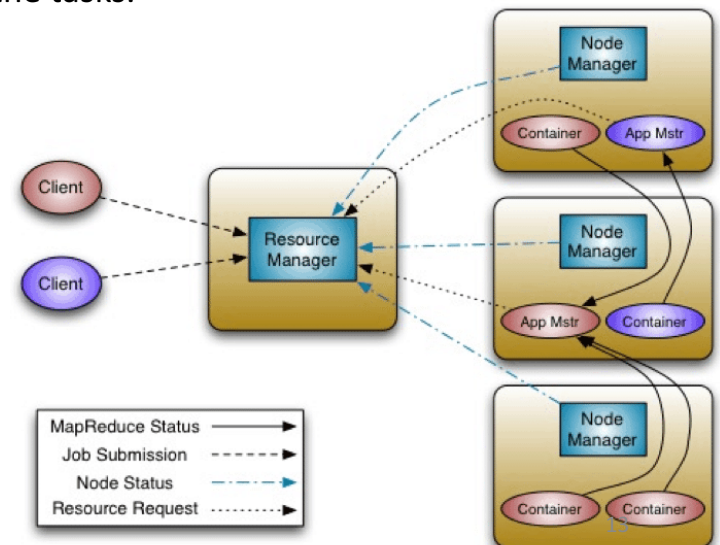 Node
Manager
Container
App Mstr
Client
Resource
Manager
Client
Node
Manager
App Mstr
Container
Node
Manager
Container
Container
MapReduce Status
Job Submission
Node Status
Resource Request
13